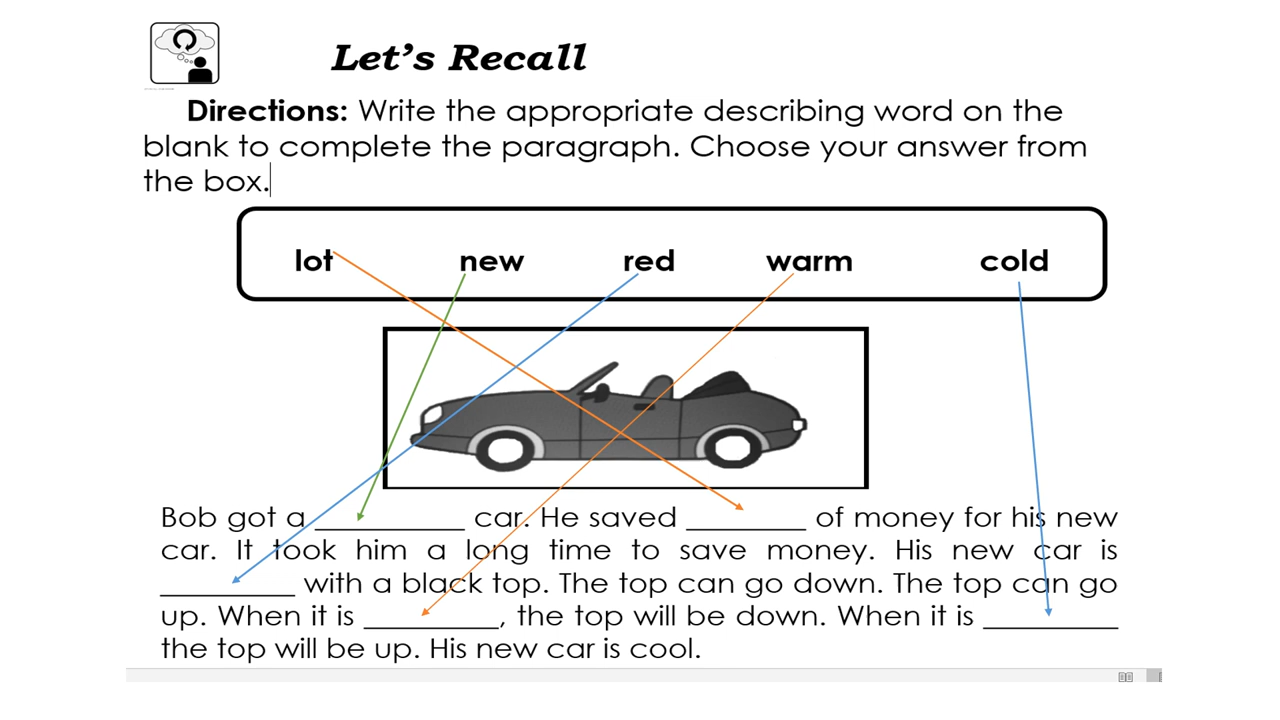 Let's Recall
Directions: Write the appropriate describing word on the
blank to complete the paragraph. Choose your answer from
the box.
lot new red warm cold
Bob got a __________ car. He saved ________ of money for his new
car. It took him a long time to save money. His new car is
_________ with a black top. The top can go down. The top can go
up. When it is _________, the top will be down. When it is _________
the top will be up. His new car is cool.